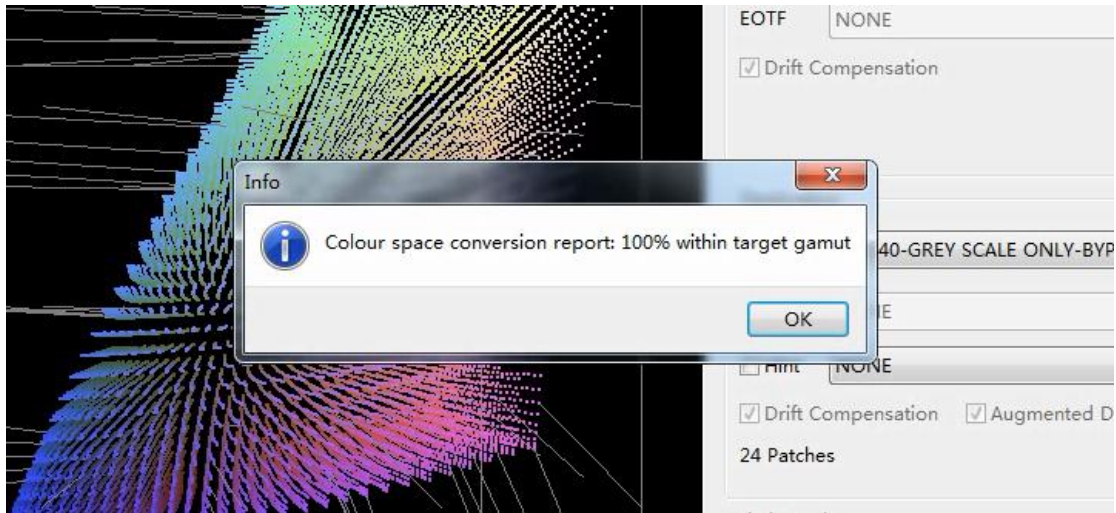 EOTF
NONE
Drift Compensation
Info
Colour space conversion report: 100% within target gamut
40-GREY SCALE ONLY-BYP
OK
Hint
NONE
Drift Compensation
Augmented D
24 Patches